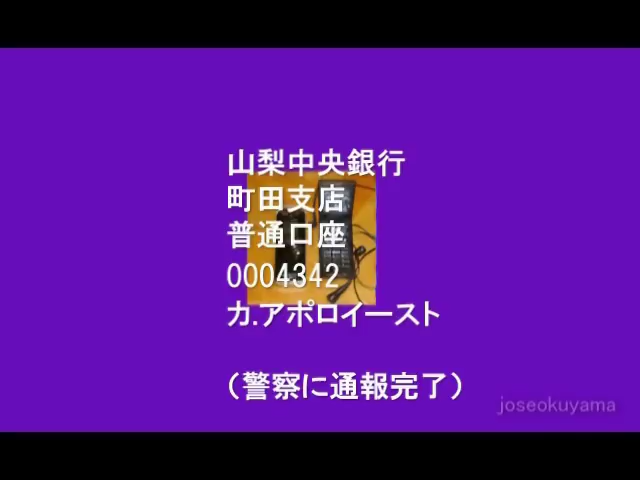 山梨中央銀行
町田支店
普通口座
0004342
カ.アポロイースト
（警察に通報完了）
joseokuyama